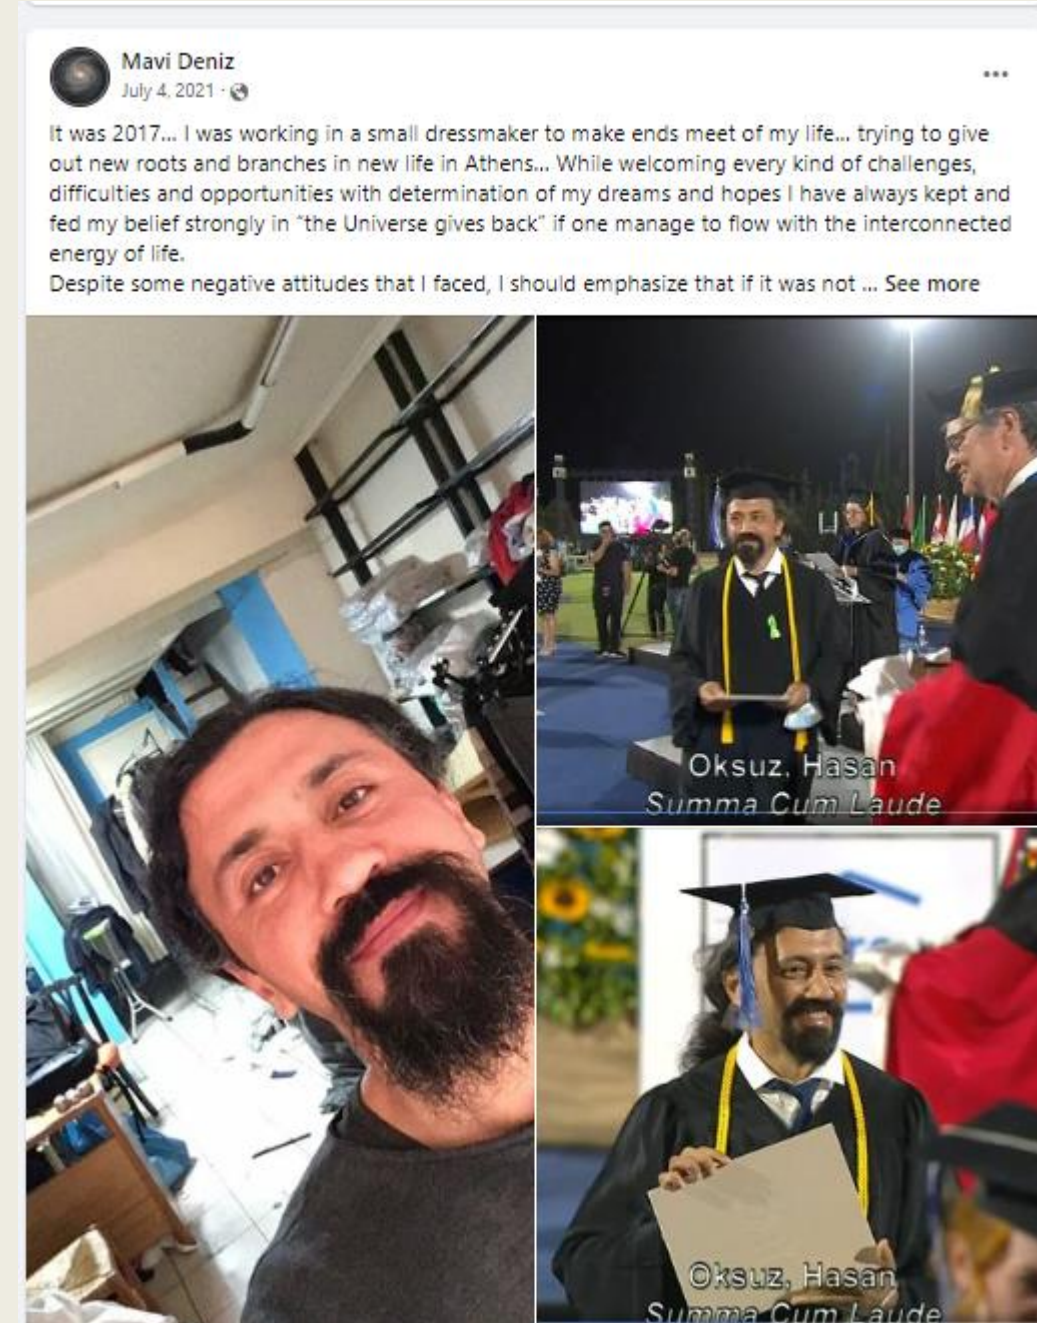 Mavi Deniz
July 4, 2021 ·
It was 2017... I was working in a small dressmaker to make ends meet of my life... trying to give
out new roots and branches in new life in Athens... While welcoming every kind of challenges,
difficulties and opportunities with determination of my dreams and hopes I have always kept and
fed my belief strongly in “the Universe gives back” if one manage to flow with the interconnected
energy of life.
Despite some negative attitudes that I faced, I should emphasize that if it was not ... See more
Oksuz, Hasan
Summa Cum Laude
Oksuz, Hasan
Summa Cum Laude